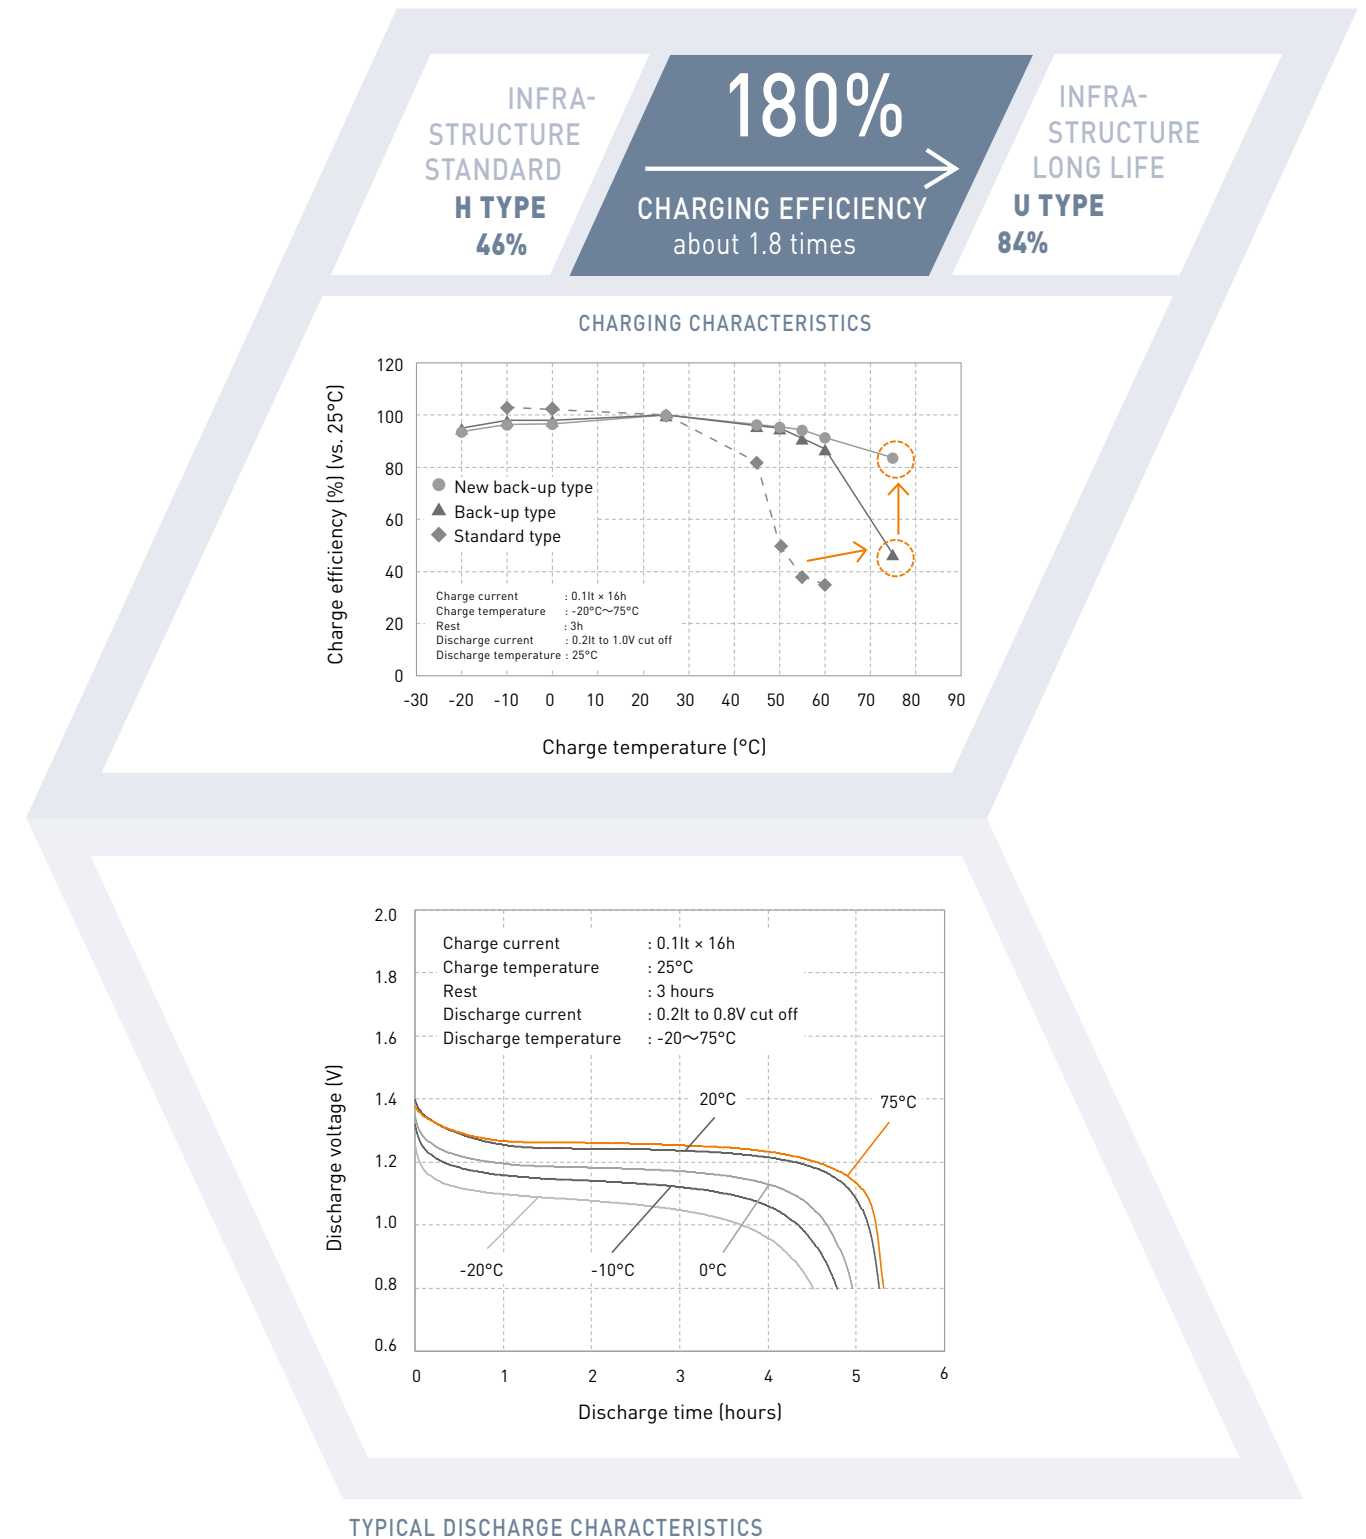 INFRA-
STRUCTURE
STANDARD
H TYPE
46%
180%
CHARGING EFFICIENCY
about 1.8 times
INFRA-
STRUCTURE
LONG LIFE
U TYPE
84%
CHARGING CHARACTERISTICS
Charge efficiency (%) (vs. 25°C)
120
100
80
60
40
20
0
New back-up type
Back-up type
Standard type
Charge current : 0.1It × 16h
Charge temperature : -20°C～75°C
Rest : 3h
Discharge current : 0.2It to 1.0V cut off
Discharge temperature : 25°C
-30 -20 -10 0 10 20 30 40 50 60 70 80 90
Charge temperature (°C)
Discharge voltage (V)
2.0
1.8
1.6
1.4
1.2
1.0
0.8
0.6
Charge current : 0.1It × 16h
Charge temperature : 25°C
Rest : 3 hours
Discharge current : 0.2It to 0.8V cut off
Discharge temperature : -20～75°C
20°C
75°C
-20°C
-10°C
0°C
0 1 2 3 4 5 6
Discharge time (hours)
TYPICAL DISCHARGE CHARACTERISTICS